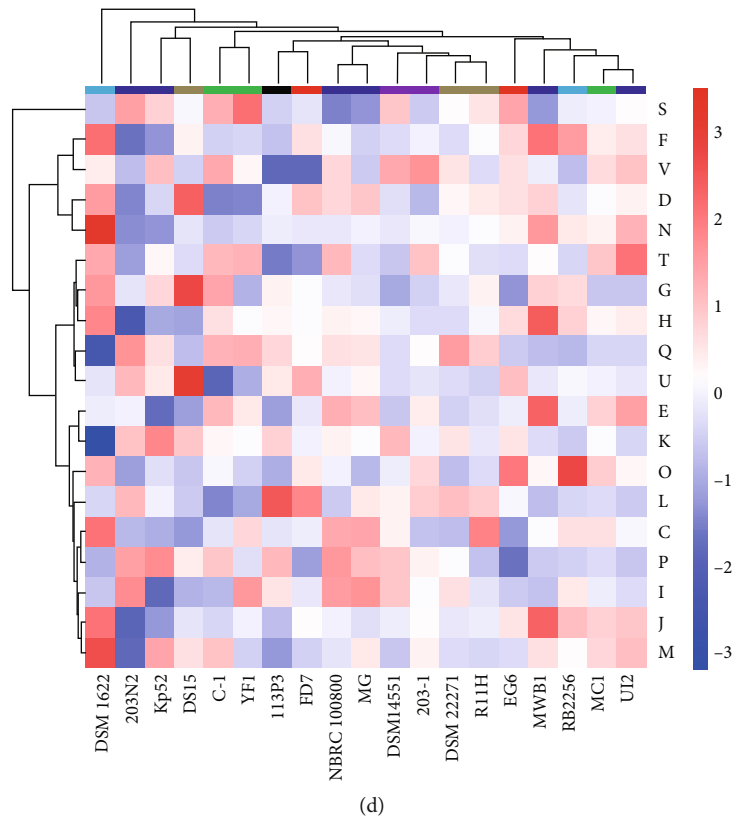 S
F
V
D
N
T
G
H
Q
U
E
K
O
L
C
P
I
J
M
3
2
1
0
−1
−2
−3
DSM 1622
203N2
Kp52
DS15
C-1
YF1
113P3
FD7
NBRC 100800
MG
DSM14551
203-1
DSM 22271
R11H
EG6
MWB1
RB2256
MC1
UI2
(d)